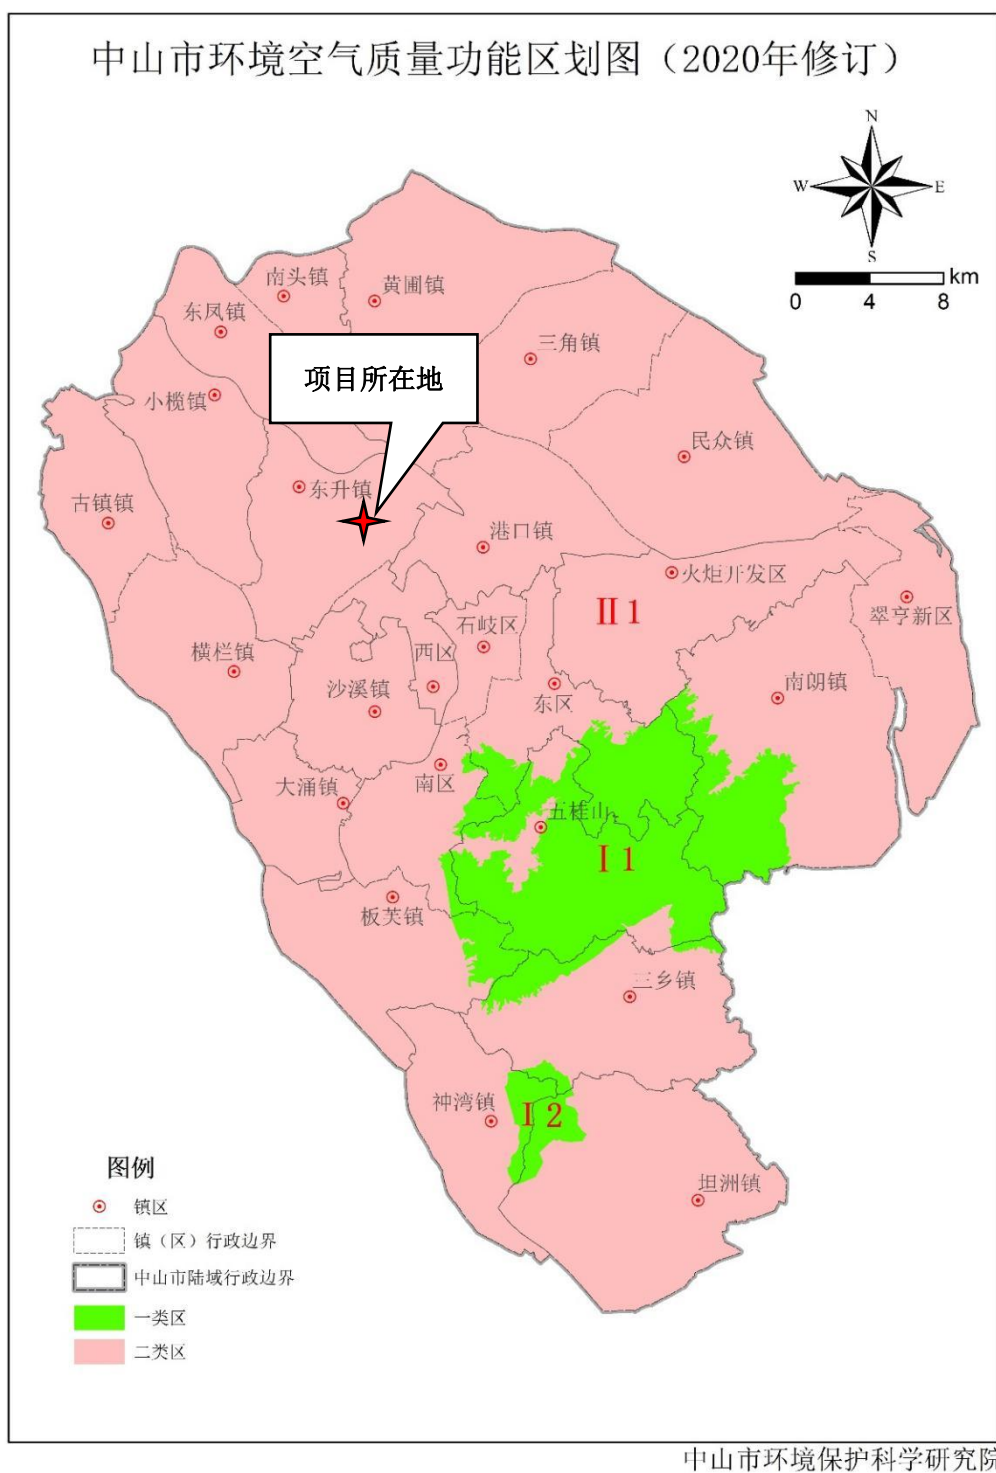 中山市环境空气质量功能区划图（2020年修订）
N
W
E
S
km
0 4 8
南头镇
黄圃镇
东凤镇
三角镇
项目所在地
小榄镇
民众镇
东升镇
古镇镇
港口镇
火炬开发区
II 1
翠亨新区
石岐区
横栏镇
西区
沙溪镇
东区
南朗镇
南区
大涌镇
五桂山
I 1
板芙镇
三乡镇
神湾镇
I 2
坦洲镇
图例
镇区
镇（区）行政边界
中山市陆域行政边界
一类区
二类区
中山市环境保护科学研究院